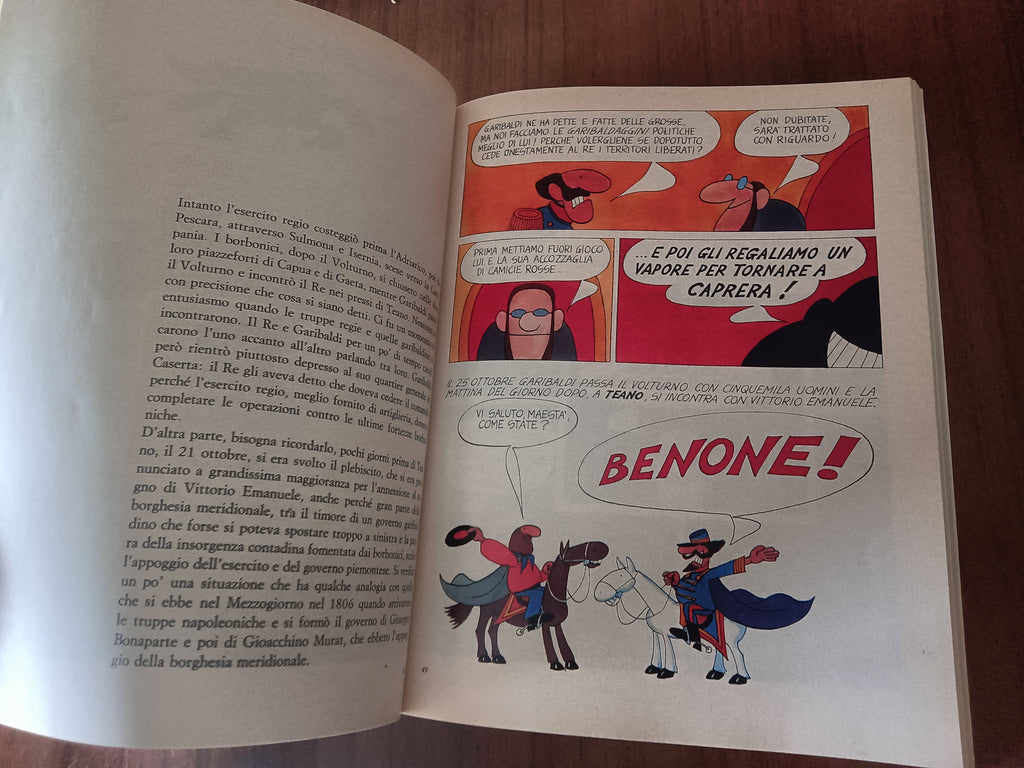 Intanto l'esercito regio costeggiò prima l'Adriatico, poi
Pescara, attraverso Sulmona e Isernia, scese verso la
pania. I borbonici, dopo il Volturno, si chiusero nelle
loro piazzeforti di Capua e di Gaeta, mentre Garibaldi
il Volturno e incontrò il Re nei pressi di Teano. Nessuno
con precisione che cosa si siano detti. Ci fu un momento
entusiasmo quando le truppe regie e quelle garibaldine
incontrarono. Il Re e Garibaldi per un po' di tempo
carono l'uno accanto all'altro parlando tra loro. Garibaldi
però rientrò piuttosto depresso al suo quartier generale
Caserta: il Re gli aveva detto che doveva cedere il
perché l'esercito regio, meglio fornito di artiglieria,
completare le operazioni contro le ultime fortezze
niche.
D'altra parte, bisogna ricordarlo, pochi giorni prima di
no, il 21 ottobre, si era svolto il plebiscito, che si era
nunciato a grandissima maggioranza per l'annessione al
gno di Vittorio Emanuele, anche perché gran parte
borghesia meridionale, tra il timore di un governo
dino che forse si poteva spostare troppo a sinistra e la
ra della insorgenza contadina fomentata dai borbonici,
l'appoggio dell'esercito e del governo piemontese. Si
un po' una situazione che ha qualche analogia con
che si ebbe nel Mezzogiorno nel 1806 quando
le truppe napoleoniche e si formò il governo di
Bonaparte e poi di Gioacchino Murat, che ebbero
gio della borghesia meridionale.
GARIBALDI NE HA DETTE E FATTE DELLE GROSSE,
MA NOI FACCIAMO LE GARIBALDAGGINI POLITICHE
MEGLIO DI LUI! PERCHE' VOLERGLIENE SE DOPOTUTTO
CEDE ONESTAMENTE AL RE I TERRITORI LIBERATI?
NON DUBITATE,
SARA' TRATTATO
CON RIGUARDO!
PRIMA METTIAMO FUORI GIOCO
LUI E LA SUA ACCOZZAGLIA
DI CAMICIE ROSSE...
...E POI GLI REGALIAMO UN
VAPORE PER TORNARE A
CAPRERA!
IL 25 OTTOBRE GARIBALDI PASSA IL VOLTURNO CON CINQUEMILA UOMINI E LA
MATTINA DEL GIORNO DOPO, A TEANO, SI INCONTRA CON VITTORIO EMANUELE.
VI SALUTO, MAESTA',
COME STATE?
BENONE!
49